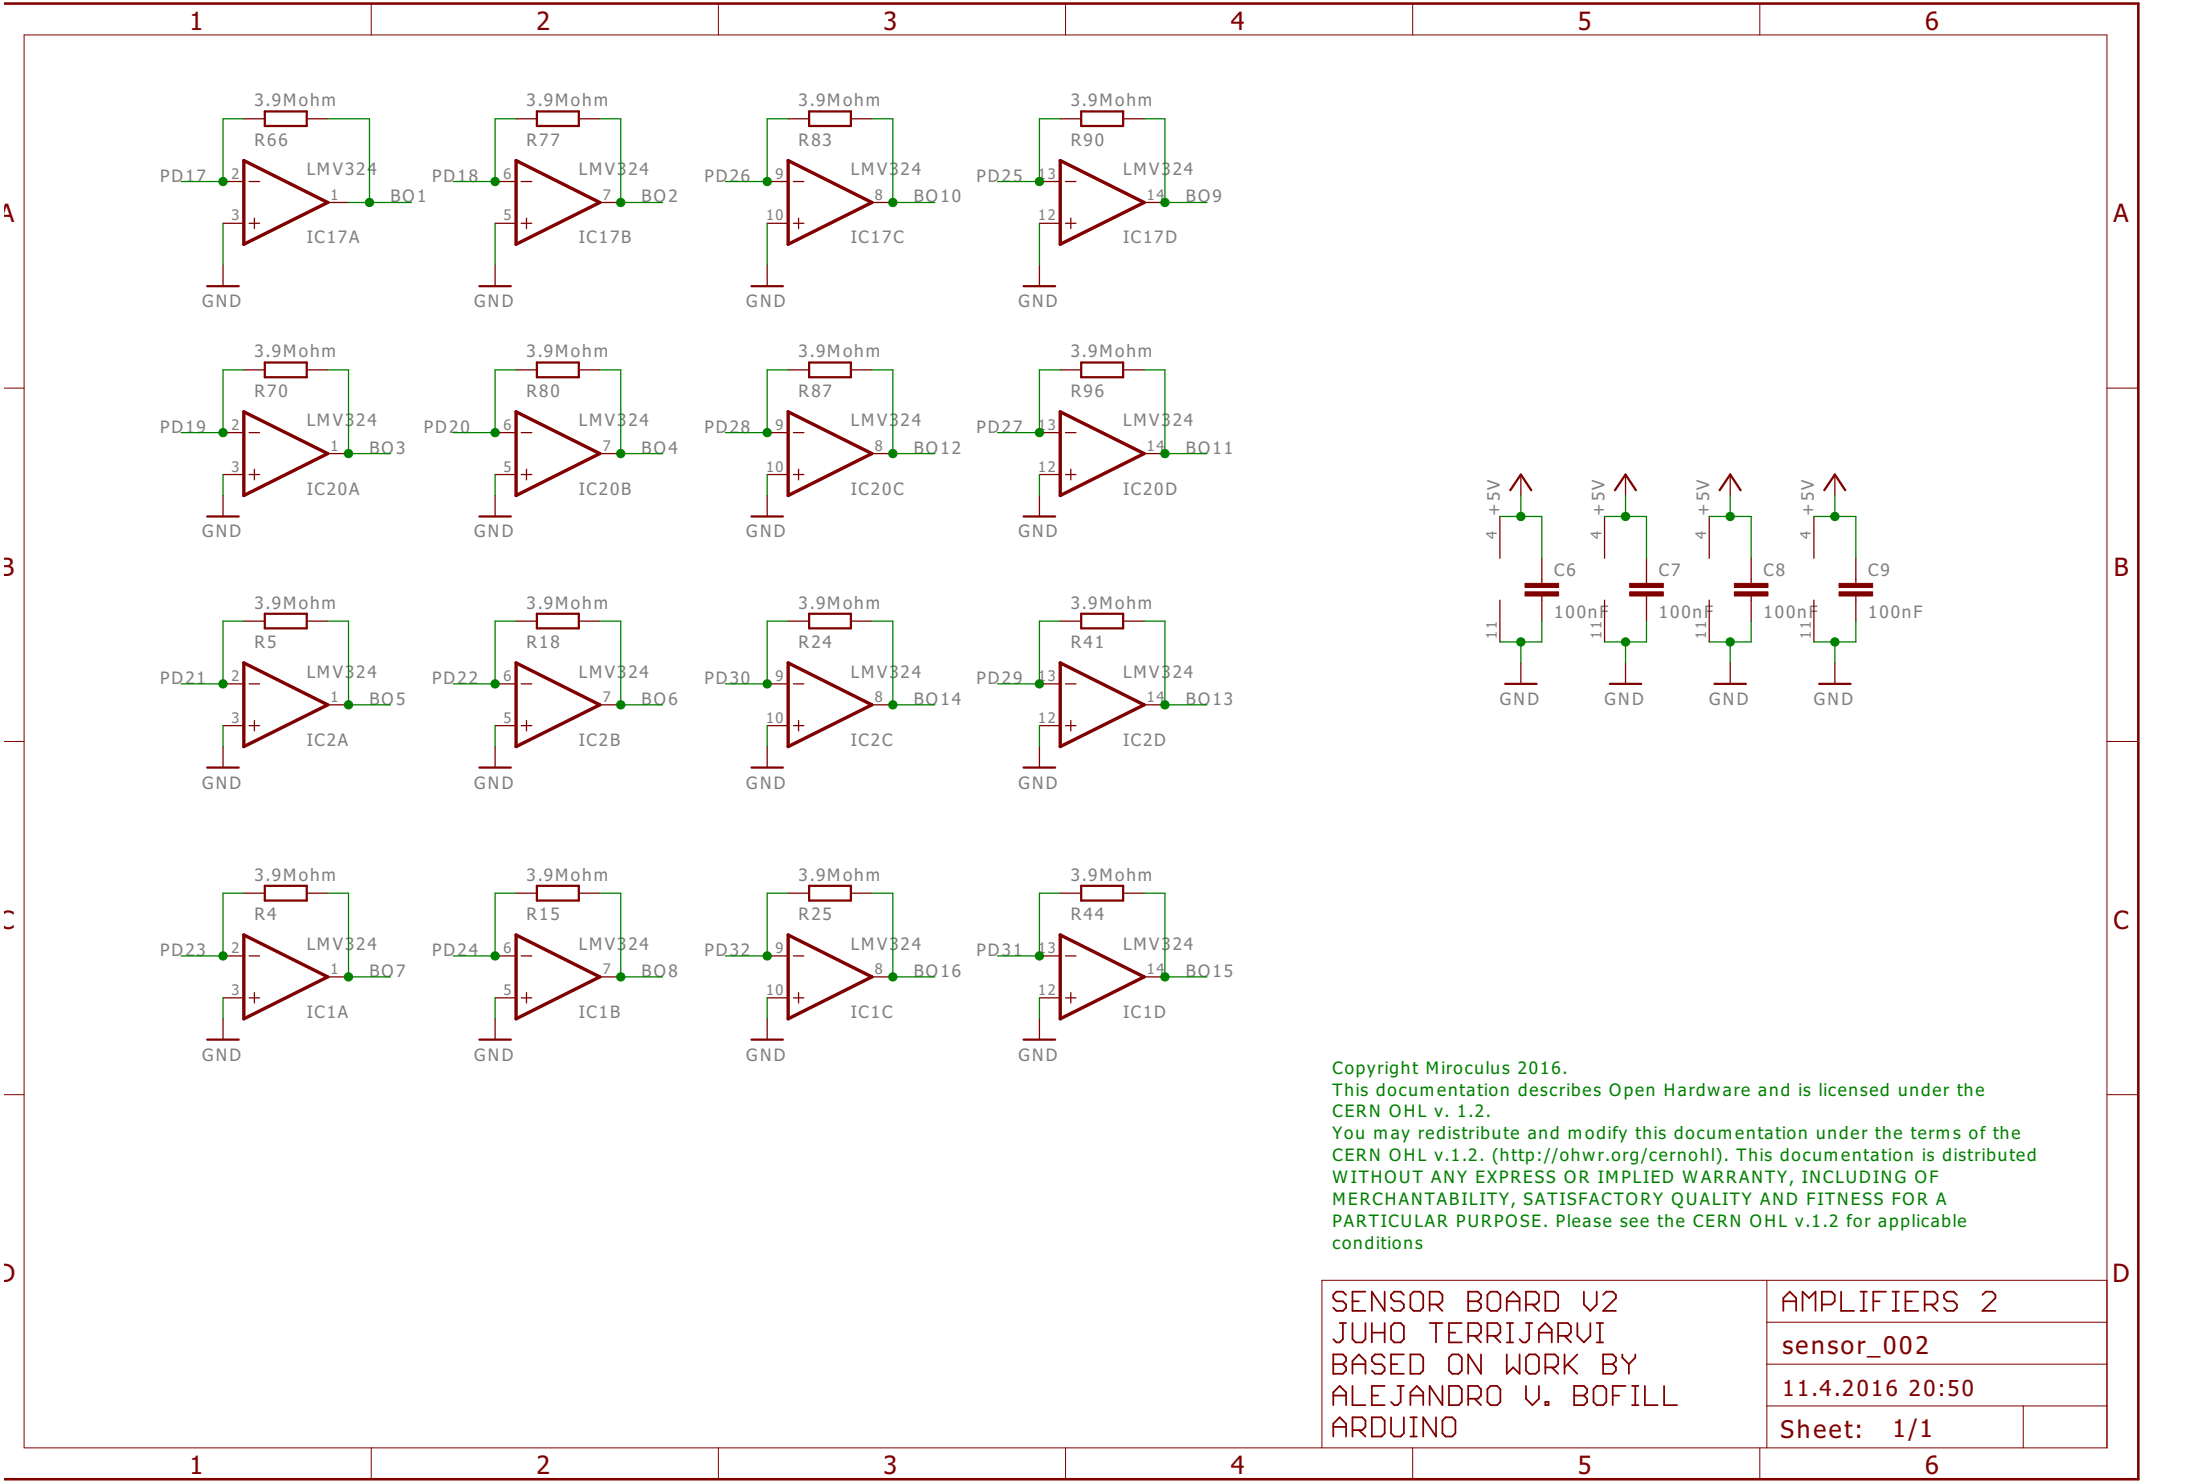 1 2 3 4 5 6
3.9Mohm 3.9Mohm 3.9Mohm 3.9Mohm
R66 R77 R83 R90
PD17 2 LMV324 PD18 6 LMV324 PD26 9 LMV324 PD25 13 LMV324
1 BO1 7 BO2 8 BO10 14 BO9
A A
3 5 10 12
IC17A IC17B IC17C IC17D
GND GND GND GND
3.9Mohm 3.9Mohm 3.9Mohm 3.9Mohm
R70 R80 R87 R96
PD19 2 LMV324 PD20 6 LMV324 PD28 9 LMV324 PD27 13 LMV324
1 BO3 7 BO4 8 BO12 14 BO11
3 5 10 12
IC20A IC20B IC20C IC20D
GND GND GND GND
+5V +5V +5V +5V
4 4 4 4
B B
C6 C7 C8 C9
100nF 100nF 100nF 100nF
11 11 11 11
GND GND GND GND
3.9Mohm 3.9Mohm 3.9Mohm 3.9Mohm
R5 R18 R24 R41
PD21 2 LMV324 PD22 6 LMV324 PD30 9 LMV324 PD29 13 LMV324
1 BO5 7 BO6 8 BO14 14 BO13
3 5 10 12
IC2A IC2B IC2C IC2D
GND GND GND GND
3.9Mohm 3.9Mohm 3.9Mohm 3.9Mohm
R4 R15 R25 R44
C C
PD23 2 LMV324 PD24 6 LMV324 PD32 9 LMV324 PD31 13 LMV324
1 BO7 7 BO8 8 BO16 14 BO15
3 5 10 12
IC1A IC1B IC1C IC1D
GND GND GND GND
Copyright Miroculus 2016.
This documentation describes Open Hardware and is licensed under the
CERN OHL v. 1.2.
You may redistribute and modify this documentation under the terms of the
CERN OHL v.1.2. (http://ohwr.org/cernohl). This documentation is distributed
WITHOUT ANY EXPRESS OR IMPLIED WARRANTY, INCLUDING OF
MERCHANTABILITY, SATISFACTORY QUALITY AND FITNESS FOR A
PARTICULAR PURPOSE. Please see the CERN OHL v.1.2 for applicable
conditions
D D
SENSOR BOARD V2
JUHO TERRIJARVI
BASED ON WORK BY
ALEJANDRO V. BOFILL
ARDUINO
AMPLIFIERS 2
sensor_002
11.4.2016 20:50
Sheet: 1/1
1 2 3 4 5 6